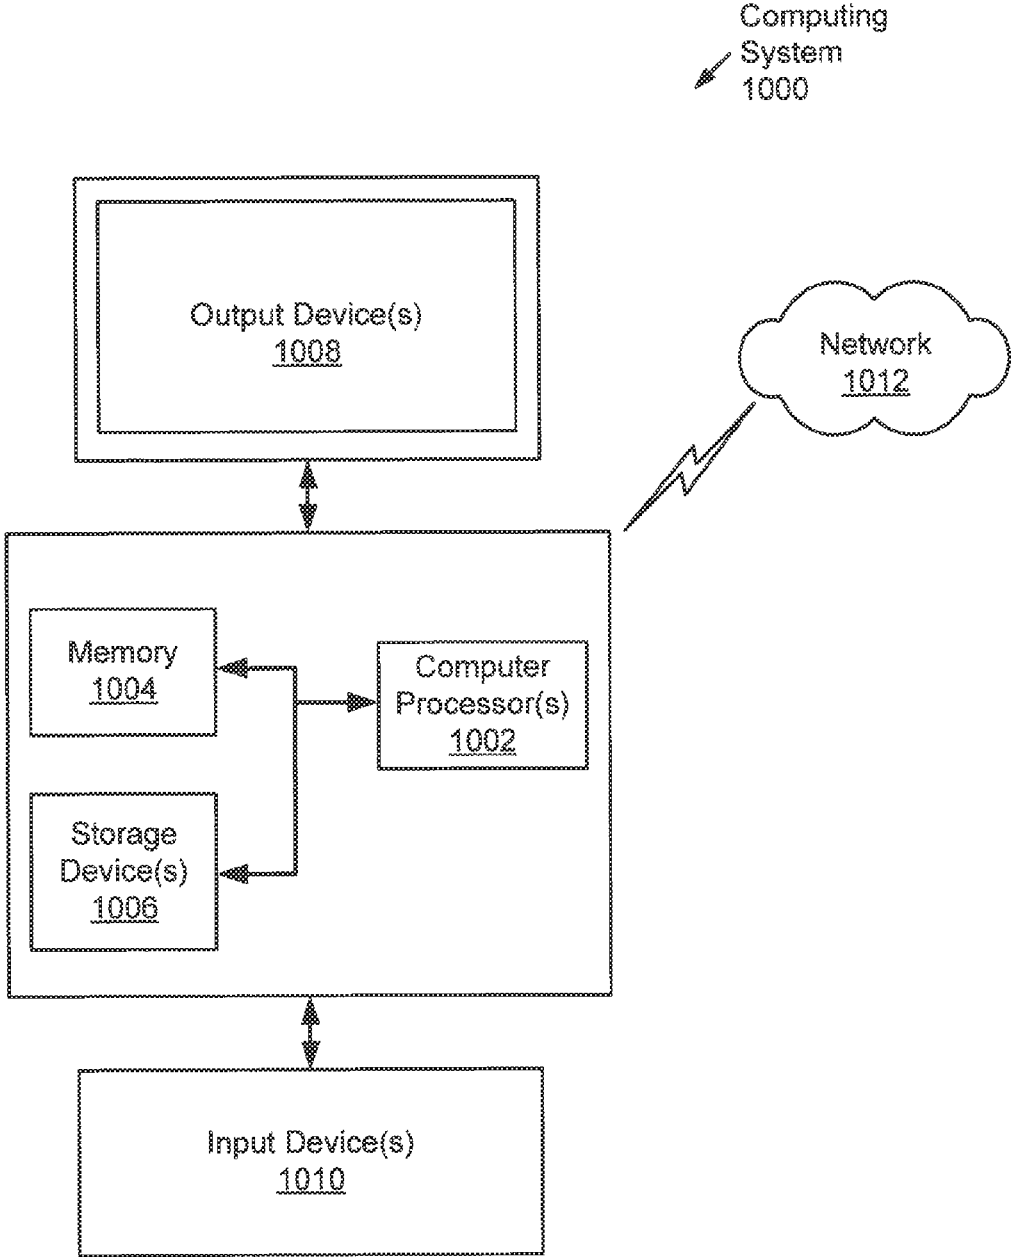 Computing
System
1000
Output Device(s)
1008
Network
1012
Memory
1004
Computer
Processor(s)
1002
Storage
Device(s)
1006
Input Device(s)
1010